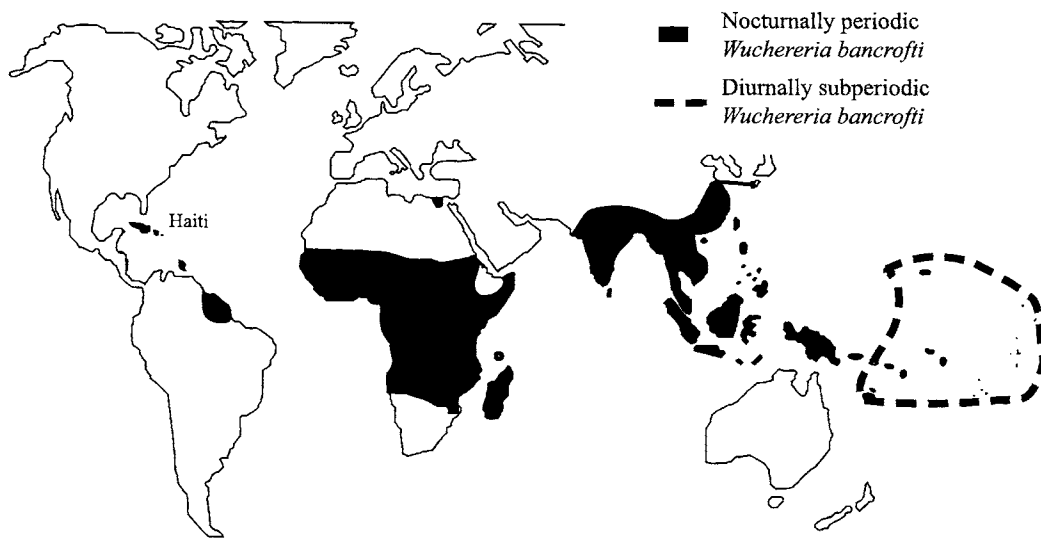 Nocturnally periodic
Wuchereria bancrofti
Diurnally subperiodic
Wuchereria bancrofti
Haiti